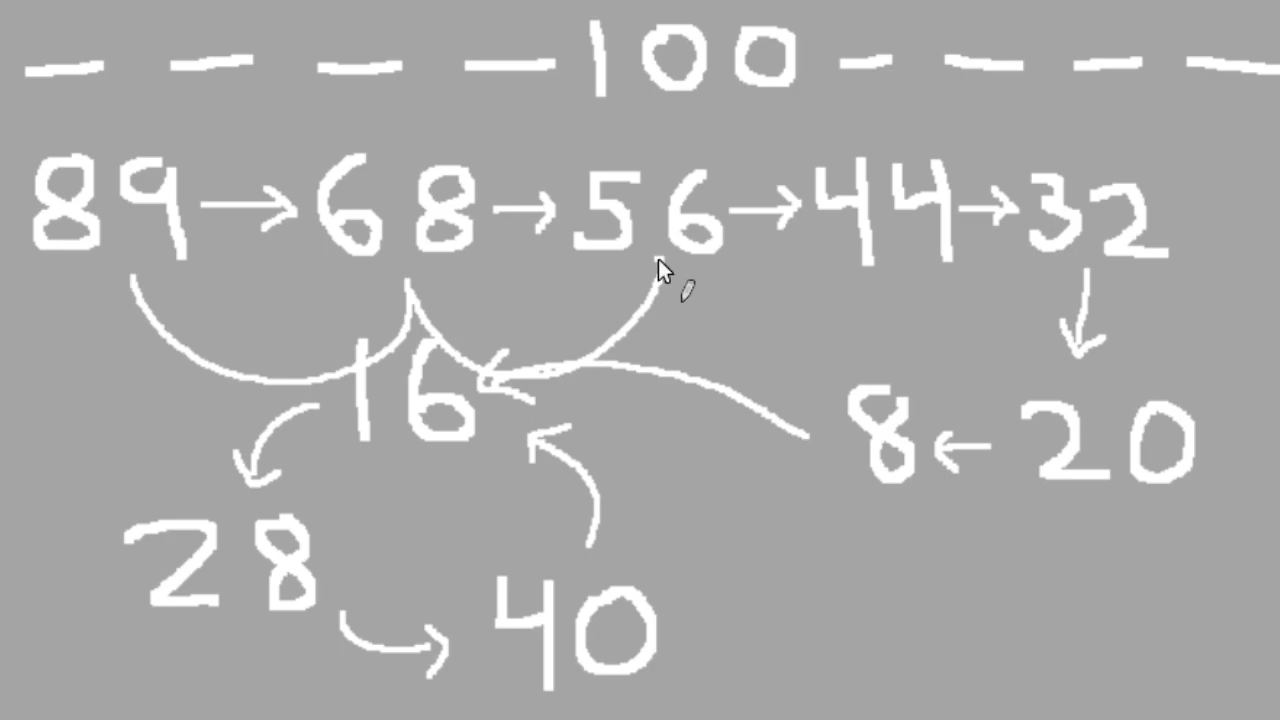 — — — — 100 — — — —
89 → 68 → 56 → 44 → 32
16
8 ← 20
28
40